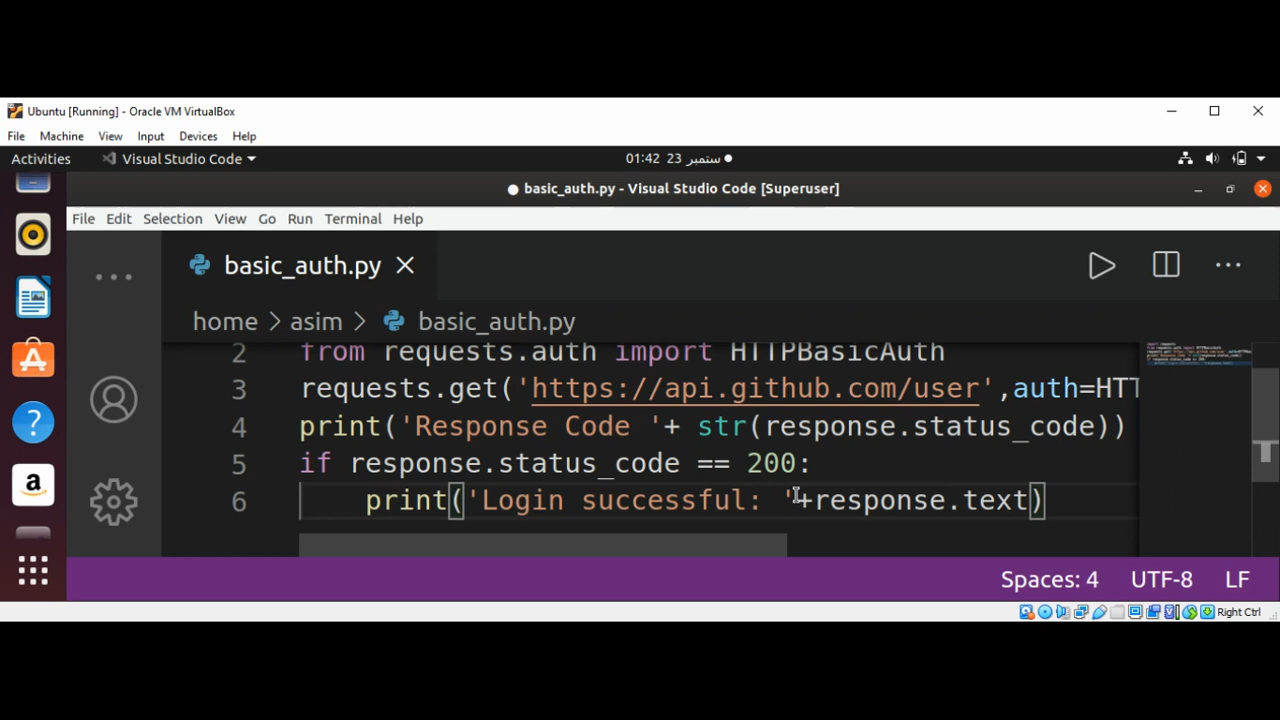 Ubuntu [Running] - Oracle VM VirtualBox
File Machine View Input Devices Help
Activities Visual Studio Code 01:42 23 ستمبر
basic_auth.py - Visual Studio Code [Superuser]
File Edit Selection View Go Run Terminal Help
basic_auth.py
home > asim > basic_auth.py
2 from requests.auth import HTTPBasicAuth
3 requests.get('https://api.github.com/user',auth=HTT
4 print('Response Code '+ str(response.status_code))
5 if response.status_code == 200:
6 print('Login successful: '+response.text)
Spaces: 4 UTF-8 LF
Right Ctrl